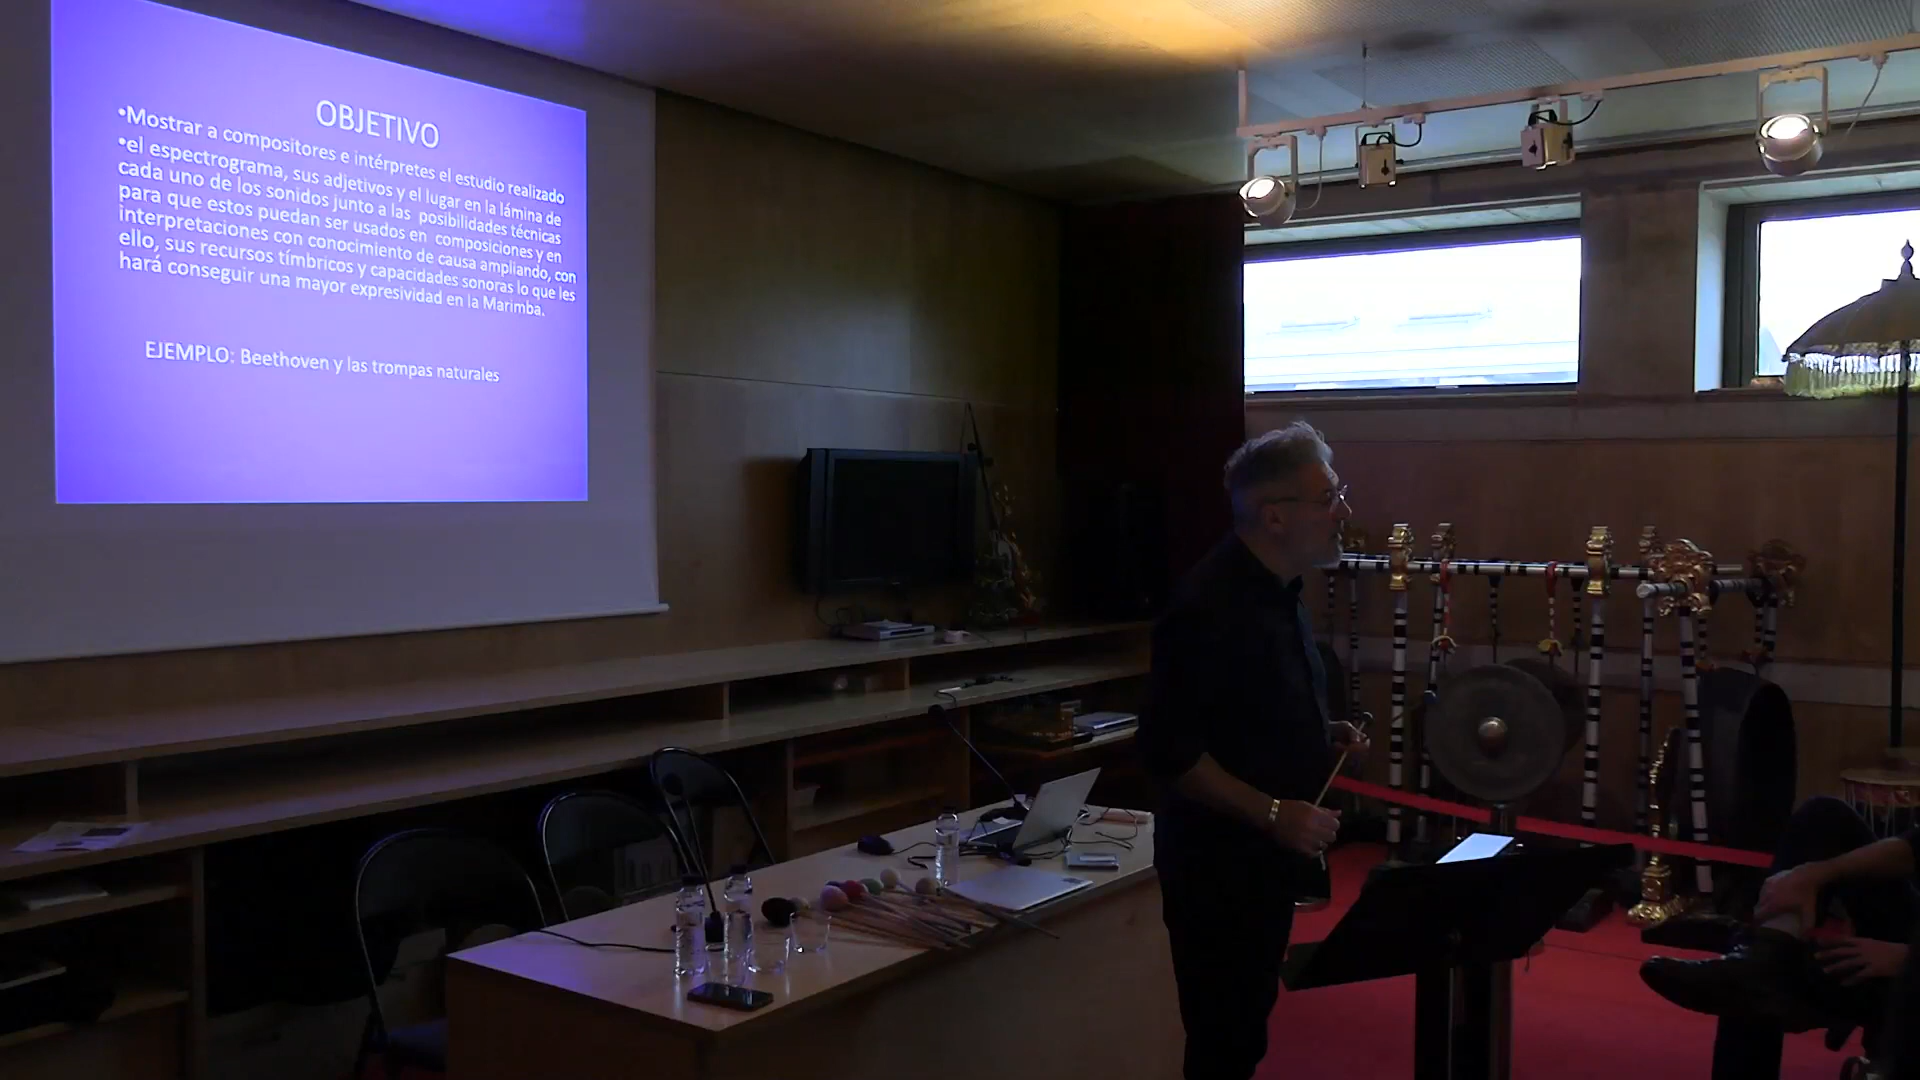 OBJETIVO
•Mostrar a compositores e intérpretes el estudio realizado
•el espectrograma, sus adjetivos y el lugar en la lámina de
cada uno de los sonidos junto a las posibilidades técnicas
para que estos puedan ser usados en composiciones y en
interpretaciones con conocimiento de causa ampliando, con
ello, sus recursos tímbricos y capacidades sonoras lo que les
hará conseguir una mayor expresividad en la Marimba.
EJEMPLO: Beethoven y las trompas naturales